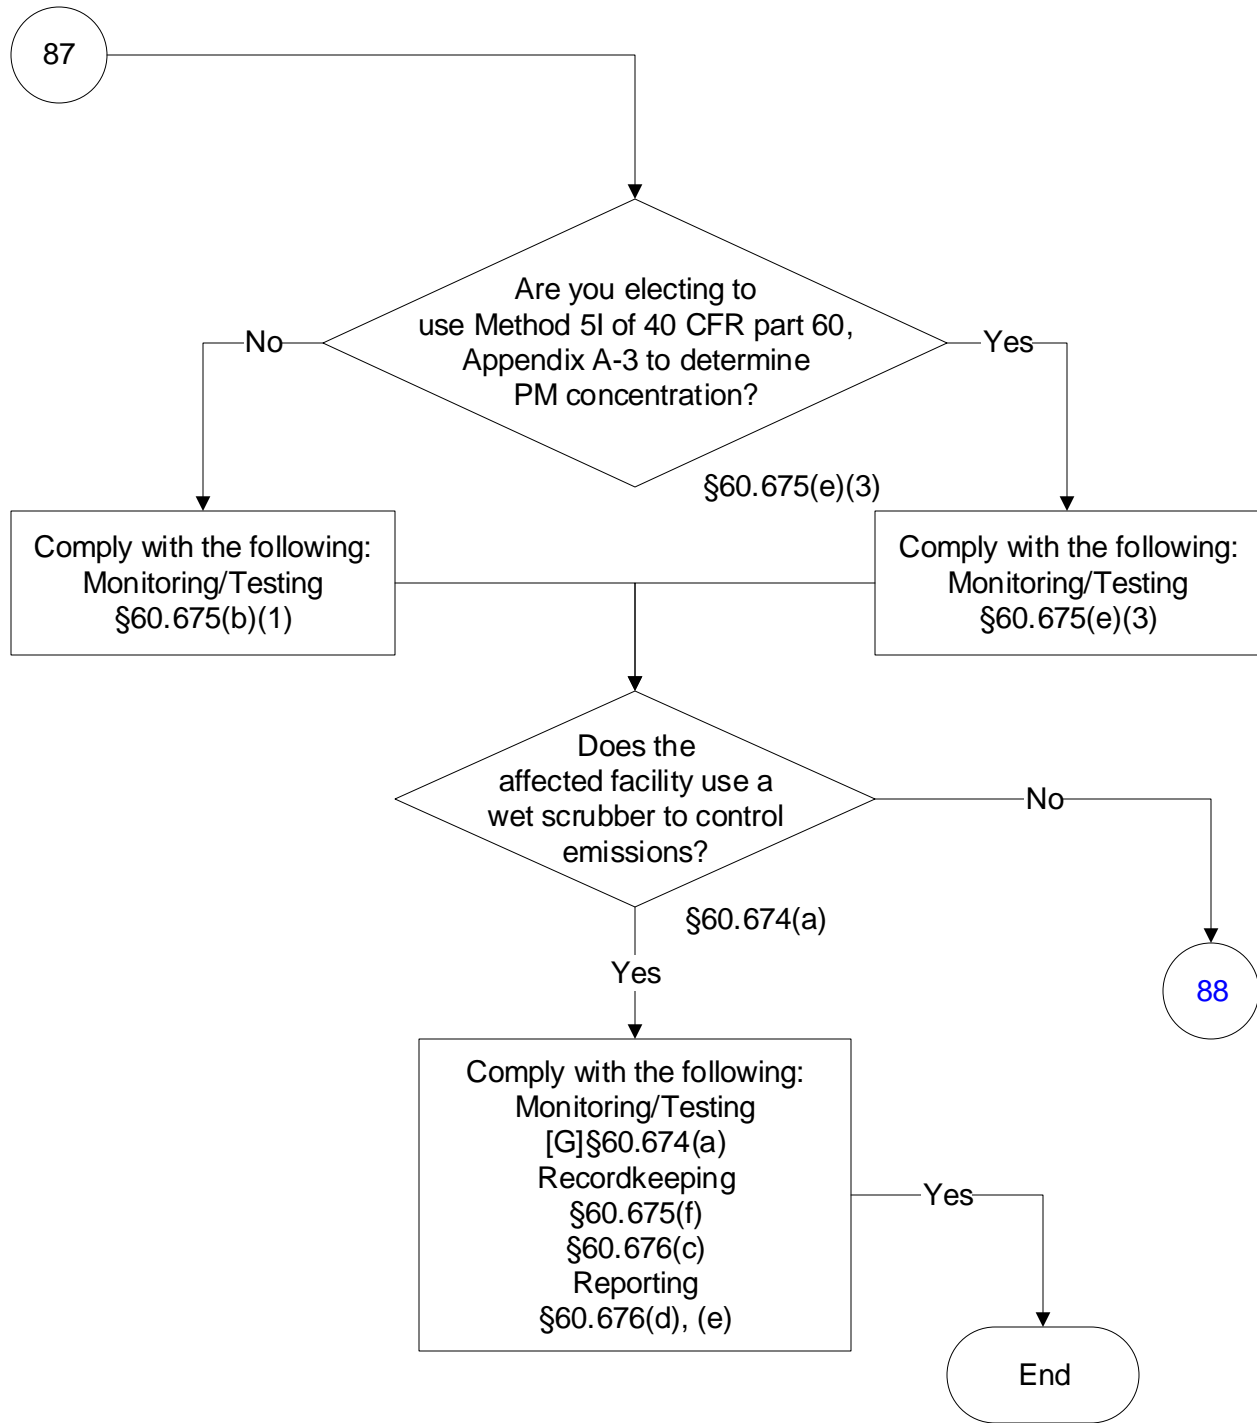 87
Are you electing to
use Method 5I of 40 CFR part 60,
Appendix A-3 to determine
PM concentration?
No
Yes
§60.675(e)(3)
Comply with the following:
Monitoring/Testing
§60.675(b)(1)
Comply with the following:
Monitoring/Testing
§60.675(e)(3)
Does the
affected facility use a
wet scrubber to control
emissions?
No
§60.674(a)
Yes
88
Comply with the following:
Monitoring/Testing
[G]§60.674(a)
Recordkeeping
§60.675(f)
§60.676(c)
Reporting
§60.676(d), (e)
Yes
End